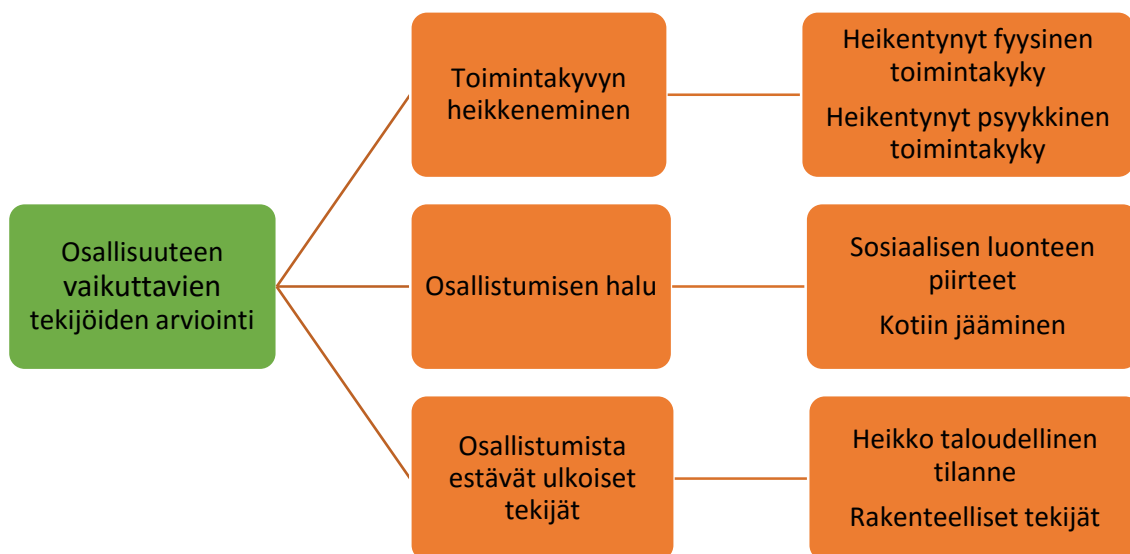 Osallisuuteen
vaikuttavien
tekijöiden arviointi
Toimintakyvyn
heikkeneminen
Heikentynyt fyysinen
toimintakyky
Heikentynyt psyykkinen
toimintakyky
Osallistumisen halu
Sosiaalisen luonteen
piirteet
Kotiin jääminen
Osallistumista
estävät ulkoiset
tekijät
Heikko taloudellinen
tilanne
Rakenteelliset tekijät